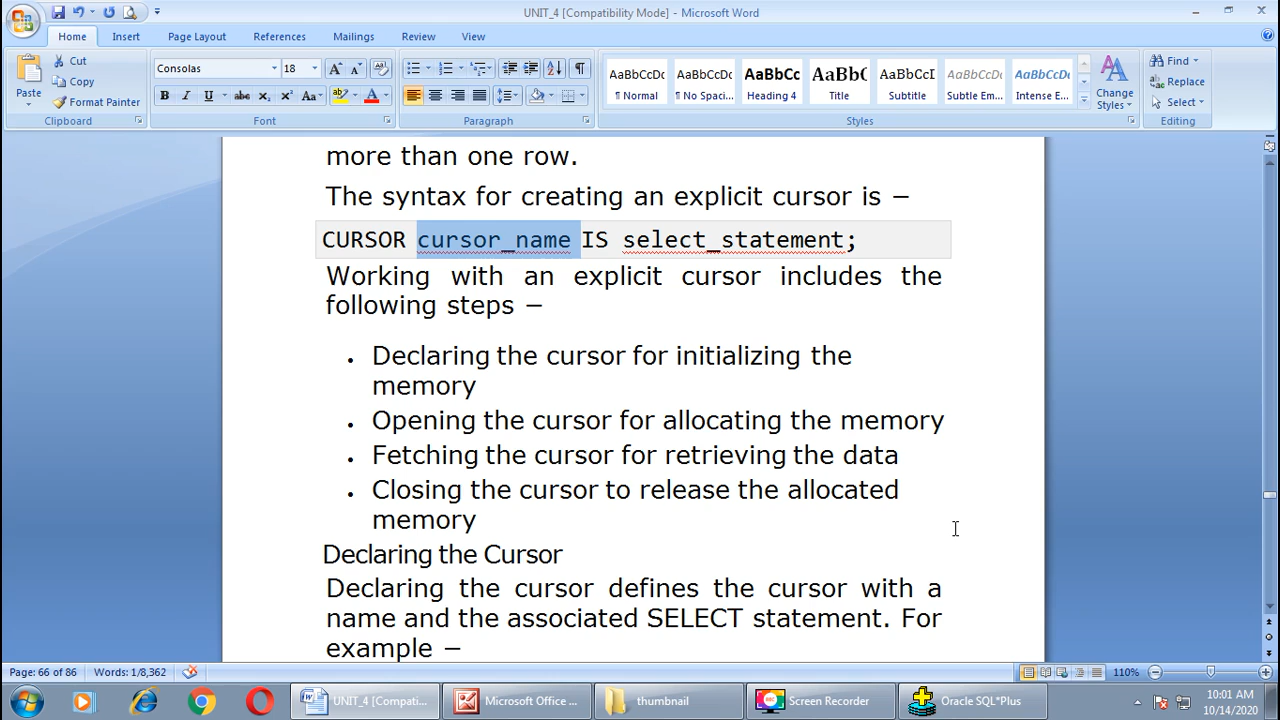 UNIT_4 [Compatibility Mode] - Microsoft Word
Home Insert Page Layout References Mailings Review View
Paste
Cut
Copy
Format Painter
Clipboard
Consolas 18
B I U abc x₂ x² Aa
Font
Paragraph
AaBbCcDc AaBbCcDc AaBbCc AaBb( AaBbCcI AaBbCcDc AaBbCcDc
¶ Normal ¶ No Spaci... Heading 4 Title Subtitle Subtle Em... Intense E...
Change Styles
Styles
Find
Replace
Select
Editing
more than one row.
The syntax for creating an explicit cursor is −
CURSOR cursor_name IS select_statement;
Working with an explicit cursor includes the
following steps −
• Declaring the cursor for initializing the
memory
• Opening the cursor for allocating the memory
• Fetching the cursor for retrieving the data
• Closing the cursor to release the allocated
memory
Declaring the Cursor
Declaring the cursor defines the cursor with a
name and the associated SELECT statement. For
example −
Page: 66 of 86 Words: 1/8,362 110%
UNIT_4 [Compati... Microsoft Office ... thumbnail Screen Recorder Oracle SQL*Plus
10:01 AM
10/14/2020